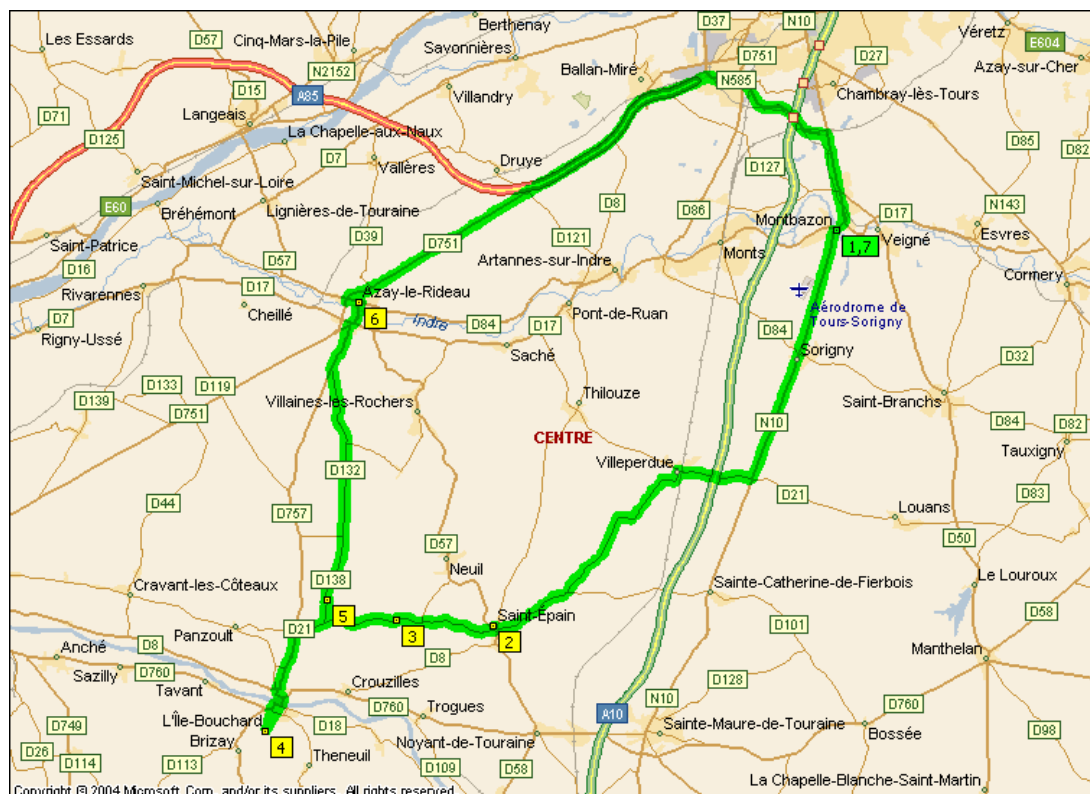 Berthenay
D37
N10
Véretz
Les Essards
D57
Cinq-Mars-la-Pile
Savonnières
D751
D27
E604
N2152
Ballan-Miré
N585
Azay-sur-Cher
D15
A85
Villandry
Chambray-lès-Tours
D71
Langeais
D125
La Chapelle-aux-Naux
D85
D82
D7
Vallères
Druye
D127
Saint-Michel-sur-Loire
E60
Bréhémont
Lignières-de-Touraine
D8
D86
Montbazon
D17
N143
Saint-Patrice
D39
D751
D121
Monts
1,7
Veigné
Esvres
D16
D57
Artannes-sur-Indre
Cormery
Rivarennes
D17
Azay-le-Rideau
Aérodrome de
Tours-Sorigny
D7
Cheillé
6
Indre
D84
D17
Pont-de-Ruan
D84
Rigny-Ussé
Saché
Sorigny
D32
D133
D119
D139
D751
Villaines-les-Rochers
Thilouze
Saint-Branchs
D84
D82
CENTRE
N10
Tauxigny
D132
Villeperdue
D44
D21
D83
D757
Louans
D57
D50
Neuil
D138
Cravant-les-Côteaux
Sainte-Catherine-de-Fierbois
Le Louroux
5
Saint-Épain
D58
Panzoult
D21
3
2
D101
Anché
D8
D8
Manthelan
Sazilly
D760
Tavant
Crouzilles
D128
N10
D760
D760
L'Île-Bouchard
D18
Trogues
A10
D749
Sainte-Maure-de-Touraine
D26
Brizay
4
Noyant-de-Touraine
Bossée
D98
D114
D113
Theneuil
D109
D58
La Chapelle-Blanche-Saint-Martin
Copyright © 2004 Microsoft Corp. and/or its suppliers. All rights reserved.